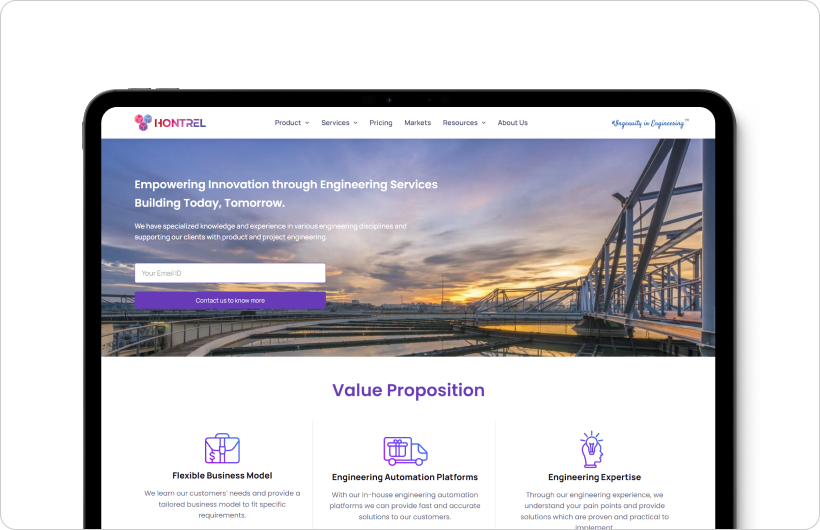 HONTREL
Product Services Pricing Markets Resources About Us
Ingenuity in Engineering™
Empowering Innovation through Engineering Services
Building Today, Tomorrow.
We have specialized knowledge and experience in various engineering disciplines and
supporting our clients with product and project engineering.
Your Email ID
Contact us to know more
Value Proposition
Flexible Business Model
We learn our customers' needs and provide a
tailored business model to fit specific
requirements.
Engineering Automation Platforms
With our in-house engineering automation
platforms we can provide fast and accurate
solutions to our customers.
Engineering Expertise
Through our engineering experience, we
understand your pain points and provide
solutions which are proven and practical to
implement